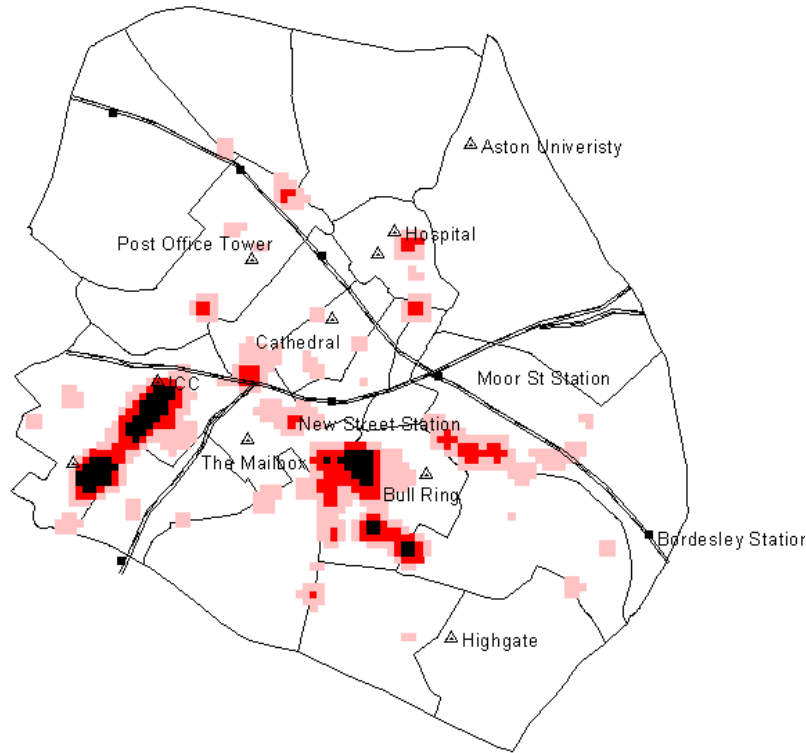 Aston Univeristy
Hospital
Post Office Tower
Cathedral
Moor St Station
ICC
New Street Station
The Mailbox
Bull Ring
Bordesley Station
Highgate